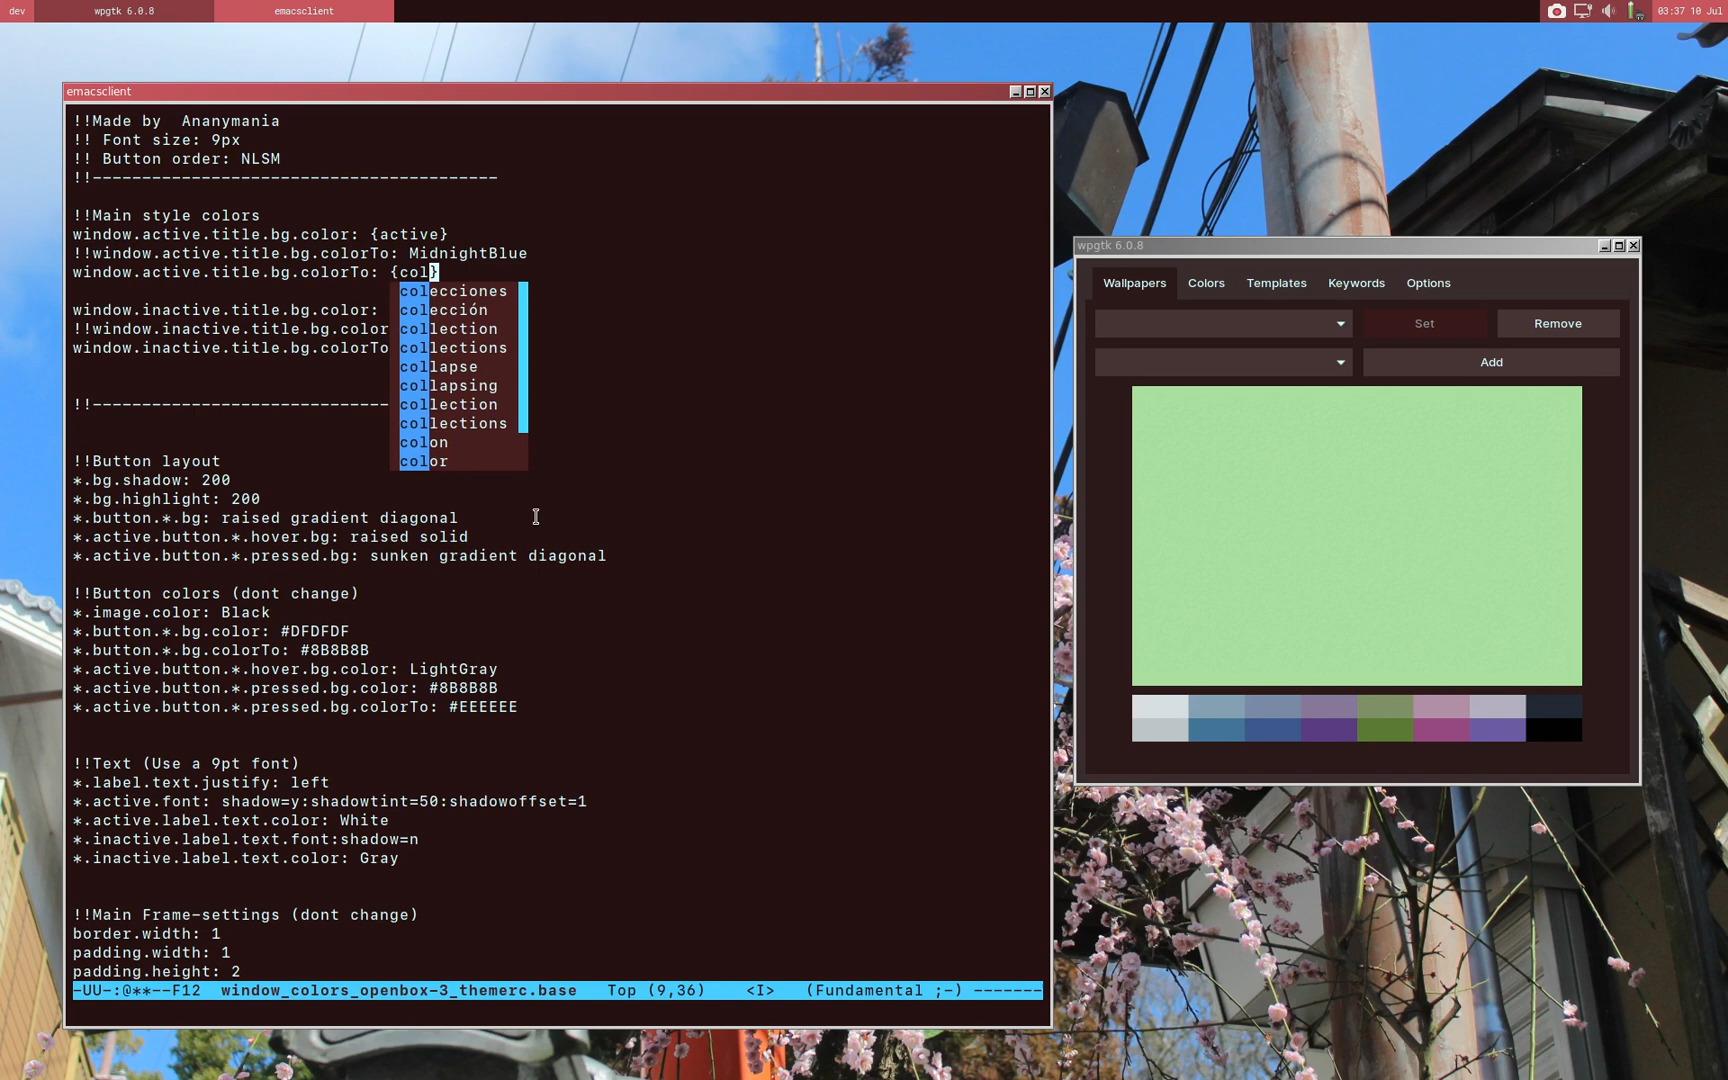 dev
wpgtk 6.0.8
emacsclient
03:37 10 Jul
emacsclient
!!Made by  Ananymania
!! Font size: 9px
!! Button order: NLSM
!!-----------------------------------------
!!Main style colors
window.active.title.bg.color: {active}
!!window.active.title.bg.colorTo: MidnightBlue
window.active.title.bg.colorTo: {col}
colecciones
window.inactive.title.bg.color:
colección
!!window.inactive.title.bg.color
collection
window.inactive.title.bg.colorTo
collections
collapse
collapsing
!!------------------------------
collection
collections
colon
!!Button layout
color
*.bg.shadow: 200
*.bg.highlight: 200
*.button.*.bg: raised gradient diagonal
*.active.button.*.hover.bg: raised solid
*.active.button.*.pressed.bg: sunken gradient diagonal
!!Button colors (dont change)
*.image.color: Black
*.button.*.bg.color: #DFDFDF
*.button.*.bg.colorTo: #8B8B8B
*.active.button.*.hover.bg.color: LightGray
*.active.button.*.pressed.bg.color: #8B8B8B
*.active.button.*.pressed.bg.colorTo: #EEEEEE
!!Text (Use a 9pt font)
*.label.text.justify: left
*.active.font: shadow=y:shadowtint=50:shadowoffset=1
*.active.label.text.color: White
*.inactive.label.text.font:shadow=n
*.inactive.label.text.color: Gray
!!Main Frame-settings (dont change)
border.width: 1
padding.width: 1
padding.height: 2
-UU-:@**--F12  window_colors_openbox-3_themerc.base   Top (9,36)    <I>   (Fundamental ;-) -------
wpgtk 6.0.8
Wallpapers
Colors
Templates
Keywords
Options
Set
Remove
Add